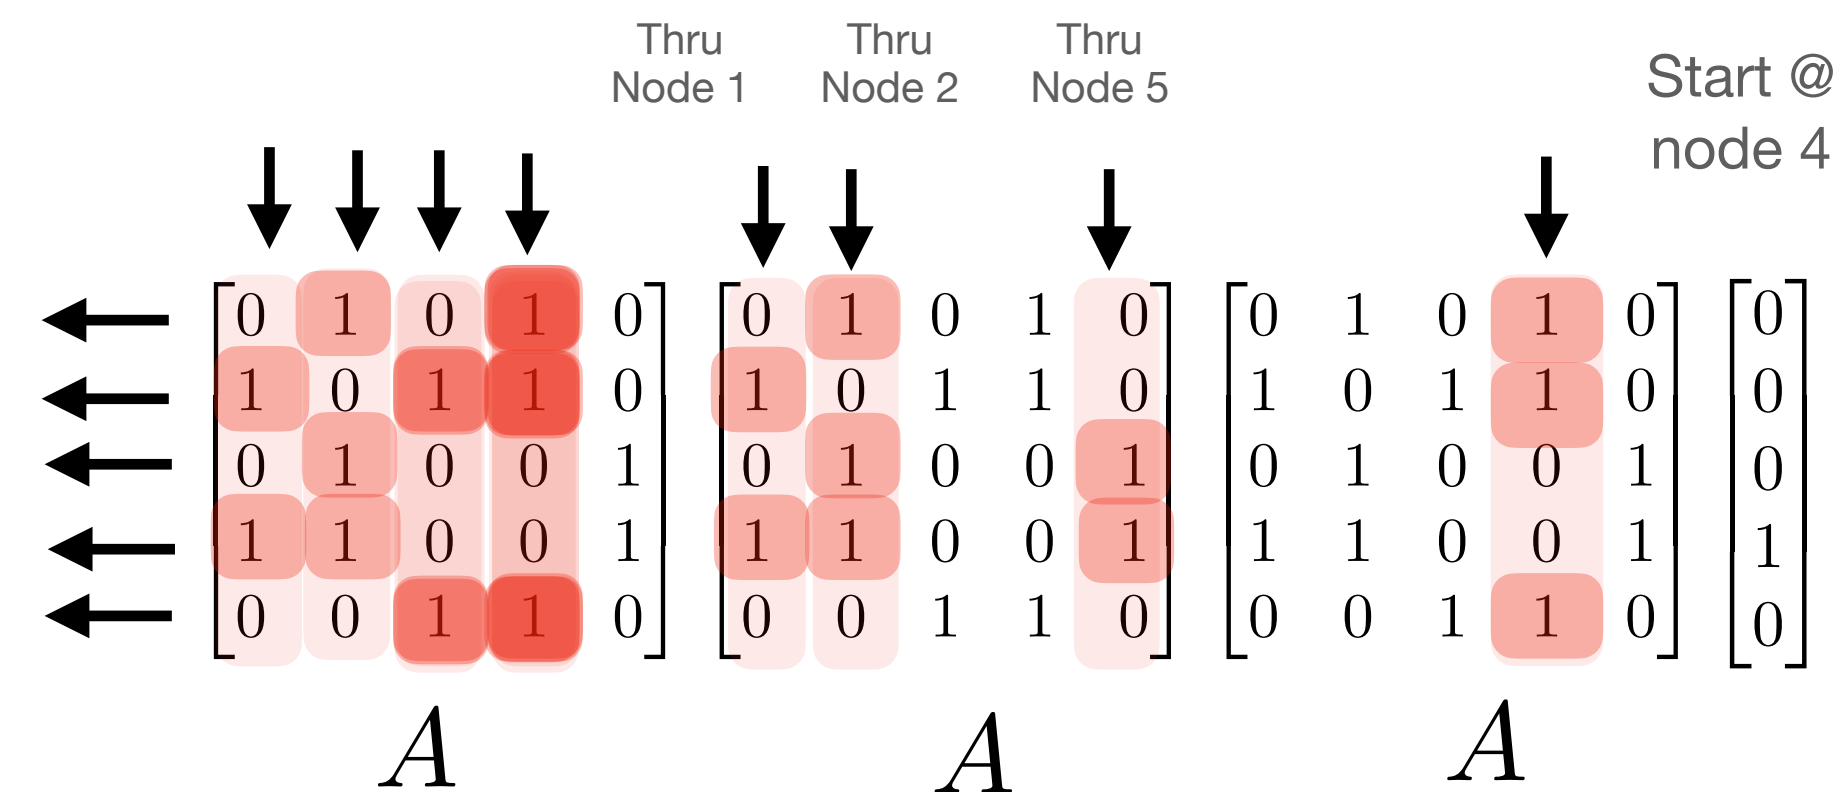 Thru Thru Thru
Node 1 Node 2 Node 5
Start @
node 4
0 1 0 1 0 0 1 0 1 0 0 1 0 1 0 0
1 0 1 1 0 1 0 1 1 0 1 0 1 1 0 0
0 1 0 0 1 0 1 0 0 1 0 1 0 0 1 0
1 1 0 0 1 1 1 0 0 1 1 1 0 0 1 1
0 0 1 1 0 0 0 1 1 0 0 0 1 1 0 0
A A A